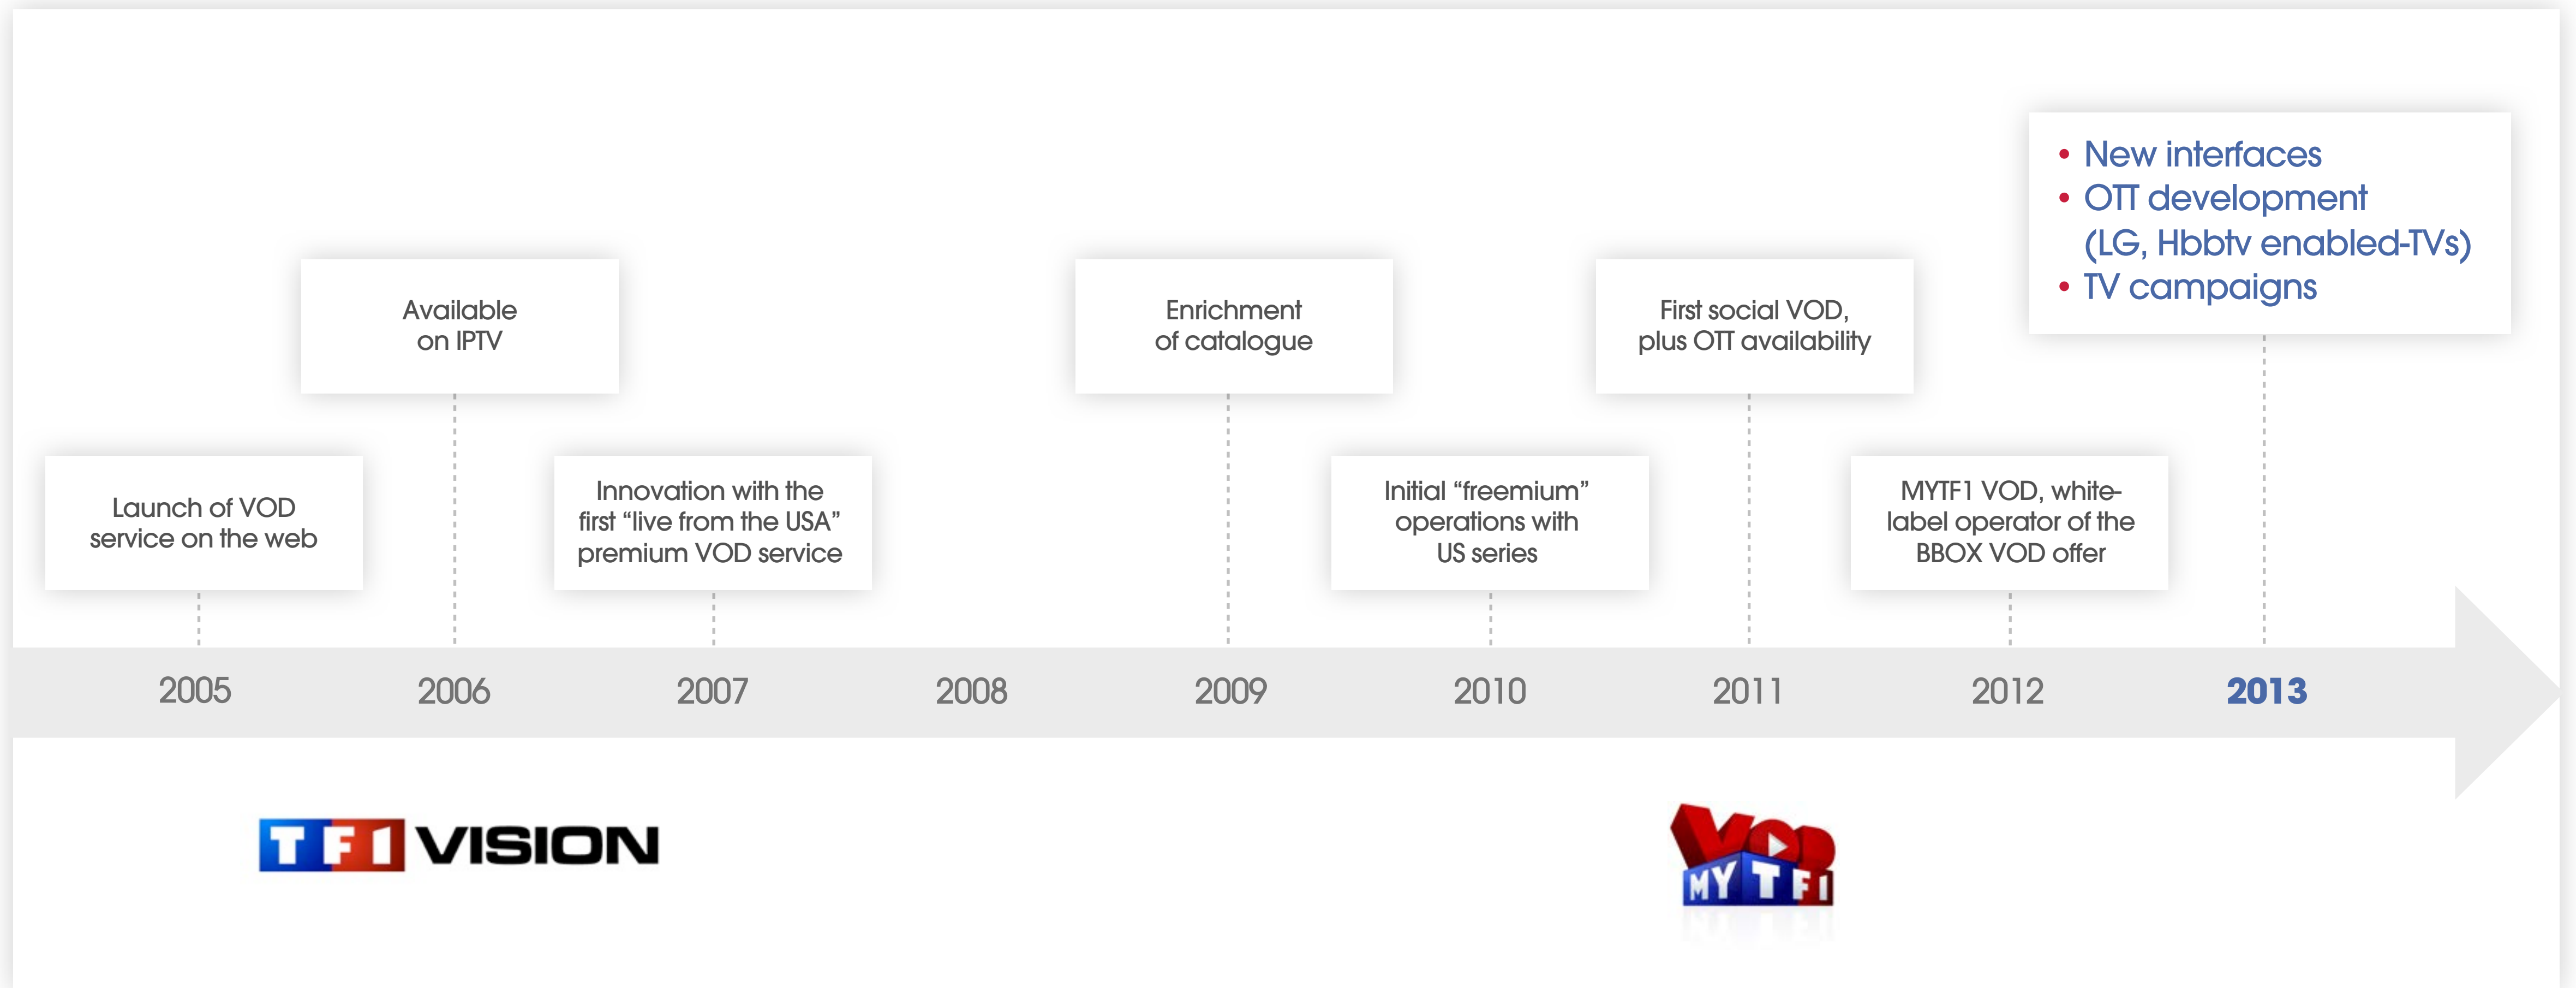 New interfaces
OTT development
(LG, Hbbtv enabled-TVs)
TV campaigns
Available
on IPTV
Enrichment
of catalogue
First social VOD,
plus OTT availability
Launch of VOD
service on the web
Innovation with the
first “live from the USA”
premium VOD service
Initial “freemium”
operations with
US series
MYTF1 VOD, white-
label operator of the
BBOX VOD offer
2005 2006 2007 2008 2009 2010 2011 2012 2013
TF1 VISION
VOD
MYTF1